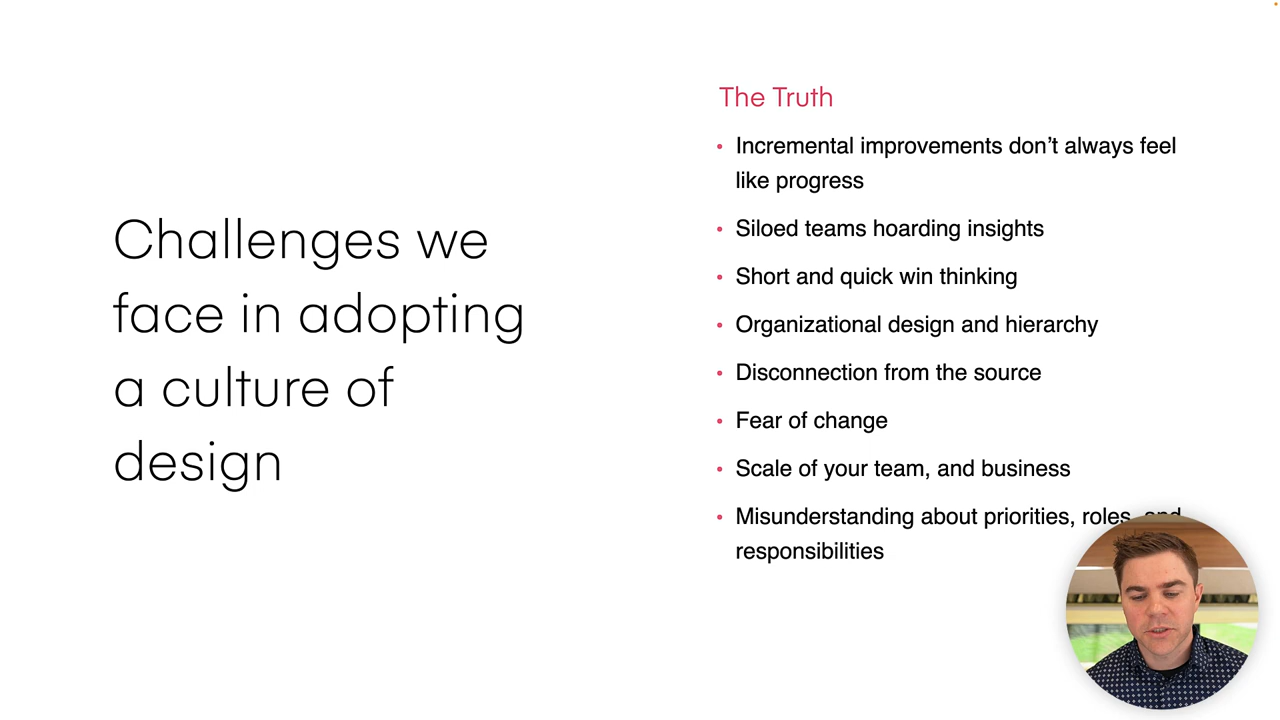 Challenges we
face in adopting
a culture of
design
The Truth
• Incremental improvements don’t always feel
like progress
• Siloed teams hoarding insights
• Short and quick win thinking
• Organizational design and hierarchy
• Disconnection from the source
• Fear of change
• Scale of your team, and business
• Misunderstanding about priorities, roles, and
responsibilities